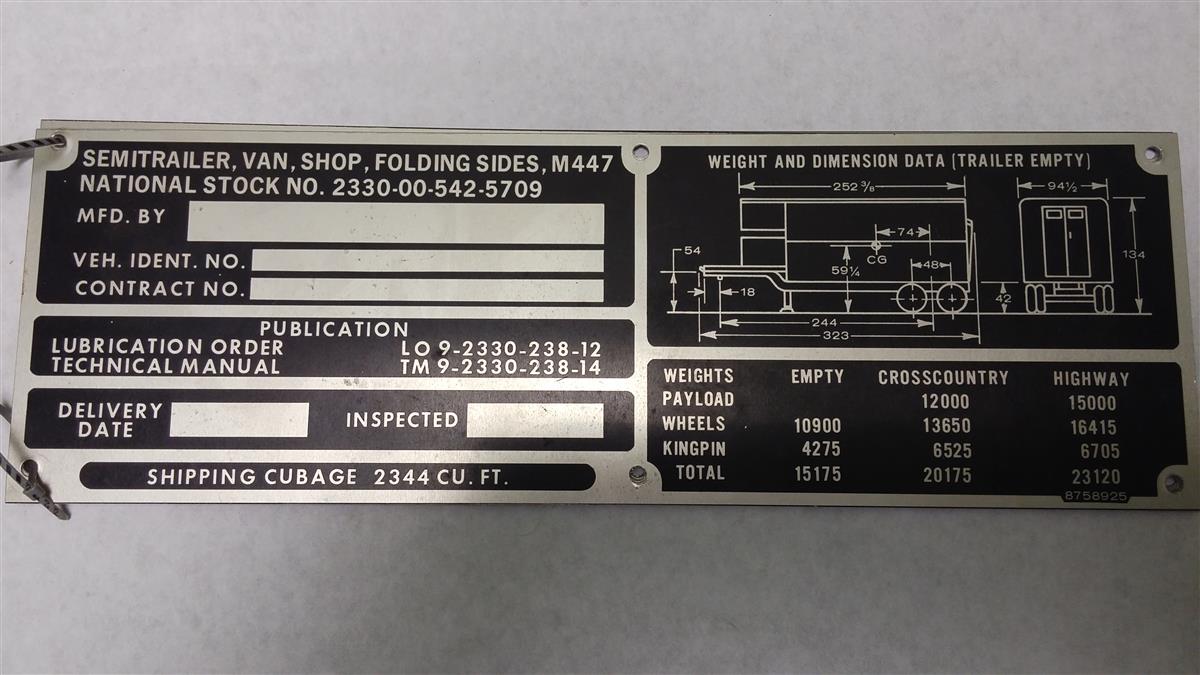 SEMITRAILER, VAN, SHOP, FOLDING SIDES, M447
NATIONAL STOCK NO. 2330-00-542-5709
MFD. BY
VEH. IDENT. NO.
CONTRACT NO.
PUBLICATION
LUBRICATION ORDER LO 9-2330-238-12
TECHNICAL MANUAL TM 9-2330-238-14
DELIVERY DATE
INSPECTED
SHIPPING CUBAGE 2344 CU. FT.
WEIGHT AND DIMENSION DATA (TRAILER EMPTY)
252 3/8
94½
74
54
CG
59¼
48
134
18
42
244
323
WEIGHTS EMPTY CROSSCOUNTRY HIGHWAY
PAYLOAD 12000 15000
WHEELS 10900 13650 16415
KINGPIN 4275 6525 6705
TOTAL 15175 20175 23120
8758925